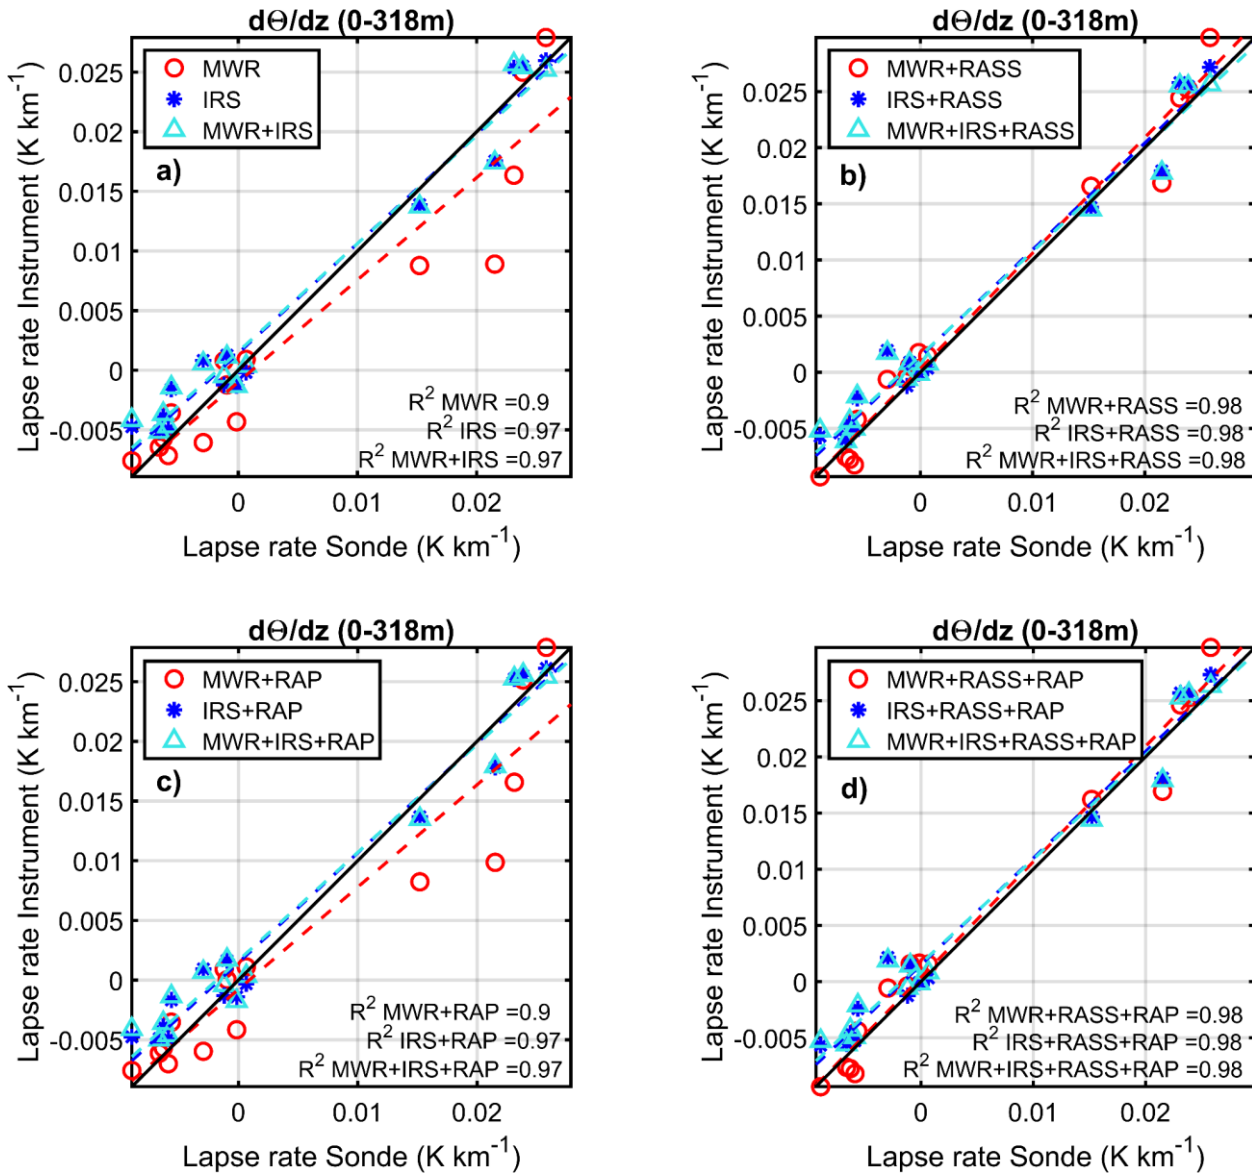 dΘ/dz (0-318m)
Lapse rate Instrument (K km⁻¹)
0.025
0.02
0.015
0.01
0.005
0
-0.005
MWR
IRS
MWR+IRS
a)
R² MWR =0.9
R² IRS =0.97
R² MWR+IRS =0.97
0 0.01 0.02
Lapse rate Sonde (K km⁻¹)
dΘ/dz (0-318m)
Lapse rate Instrument (K km⁻¹)
0.025
0.02
0.015
0.01
0.005
0
-0.005
MWR+RASS
IRS+RASS
MWR+IRS+RASS
b)
R² MWR+RASS =0.98
R² IRS+RASS =0.98
R² MWR+IRS+RASS =0.98
0 0.01 0.02
Lapse rate Sonde (K km⁻¹)
dΘ/dz (0-318m)
Lapse rate Instrument (K km⁻¹)
0.025
0.02
0.015
0.01
0.005
0
-0.005
MWR+RAP
IRS+RAP
MWR+IRS+RAP
c)
R² MWR+RAP =0.9
R² IRS+RAP =0.97
R² MWR+IRS+RAP =0.97
0 0.01 0.02
Lapse rate Sonde (K km⁻¹)
dΘ/dz (0-318m)
Lapse rate Instrument (K km⁻¹)
0.025
0.02
0.015
0.01
0.005
0
-0.005
MWR+RASS+RAP
IRS+RASS+RAP
MWR+IRS+RASS+RAP
d)
R² MWR+RASS+RAP =0.98
R² IRS+RASS+RAP =0.98
R² MWR+IRS+RASS+RAP =0.98
0 0.01 0.02
Lapse rate Sonde (K km⁻¹)